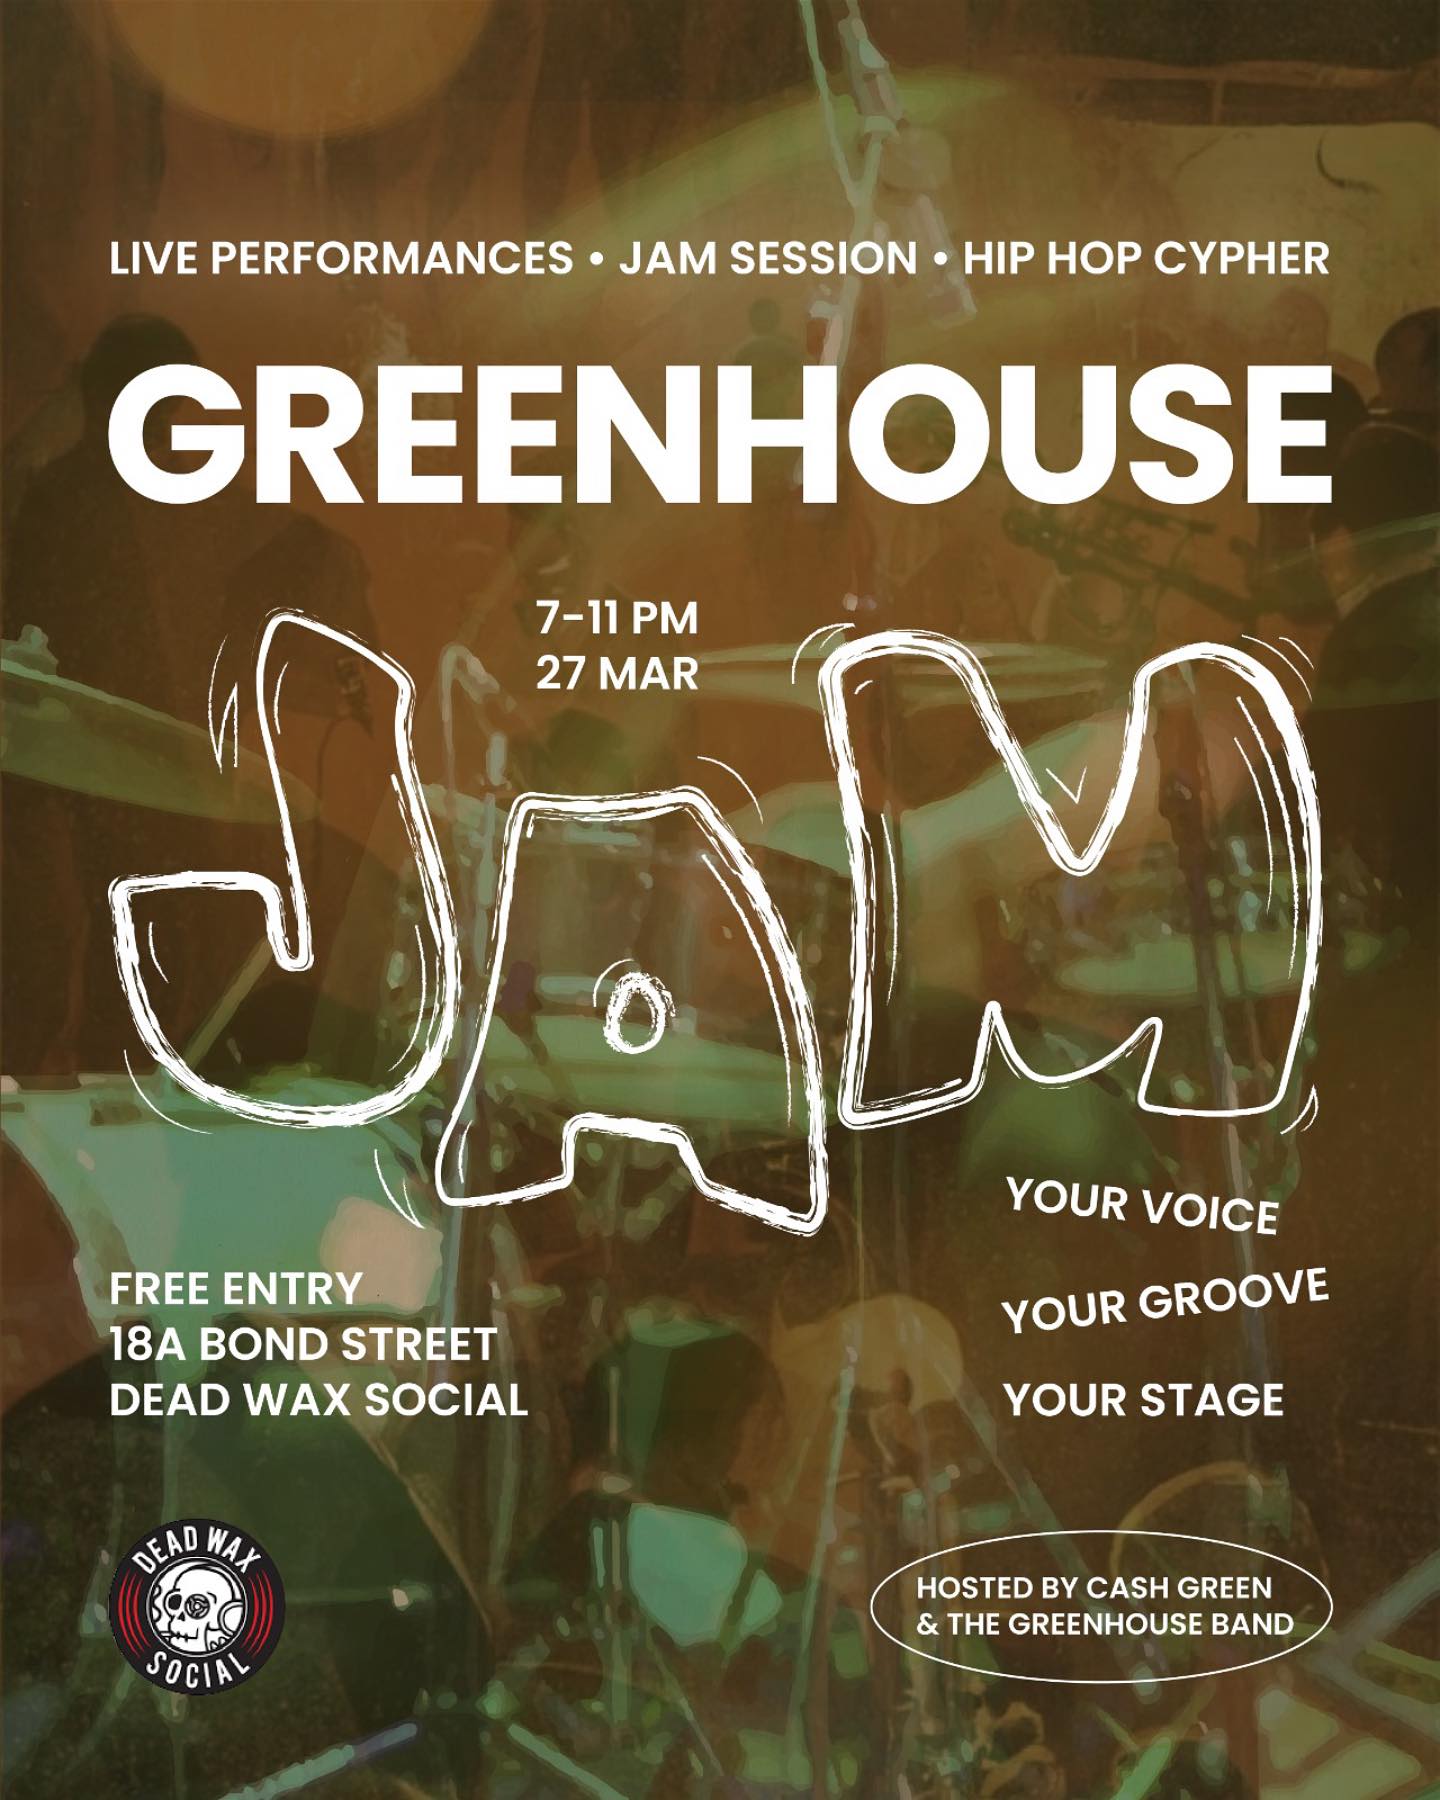 LIVE PERFORMANCES • JAM SESSION • HIP HOP CYPHER
GREENHOUSE
7-11 PM
27 MAR
JAM
YOUR VOICE
YOUR GROOVE
YOUR STAGE
FREE ENTRY
18A BOND STREET
DEAD WAX SOCIAL
DEAD WAX
SOCIAL
HOSTED BY CASH GREEN
& THE GREENHOUSE BAND